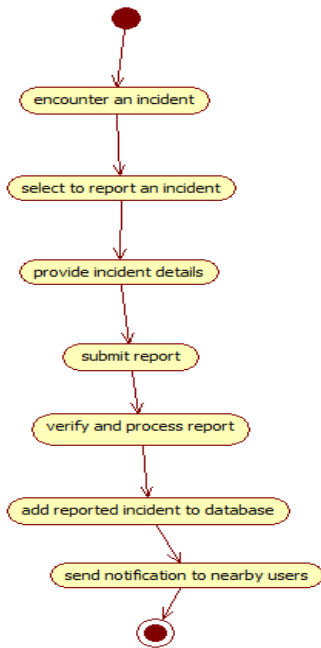 encounter an incident
select to report an incident
provide incident details
submit report
verify and process report
add reported incident to database
send notification to nearby users